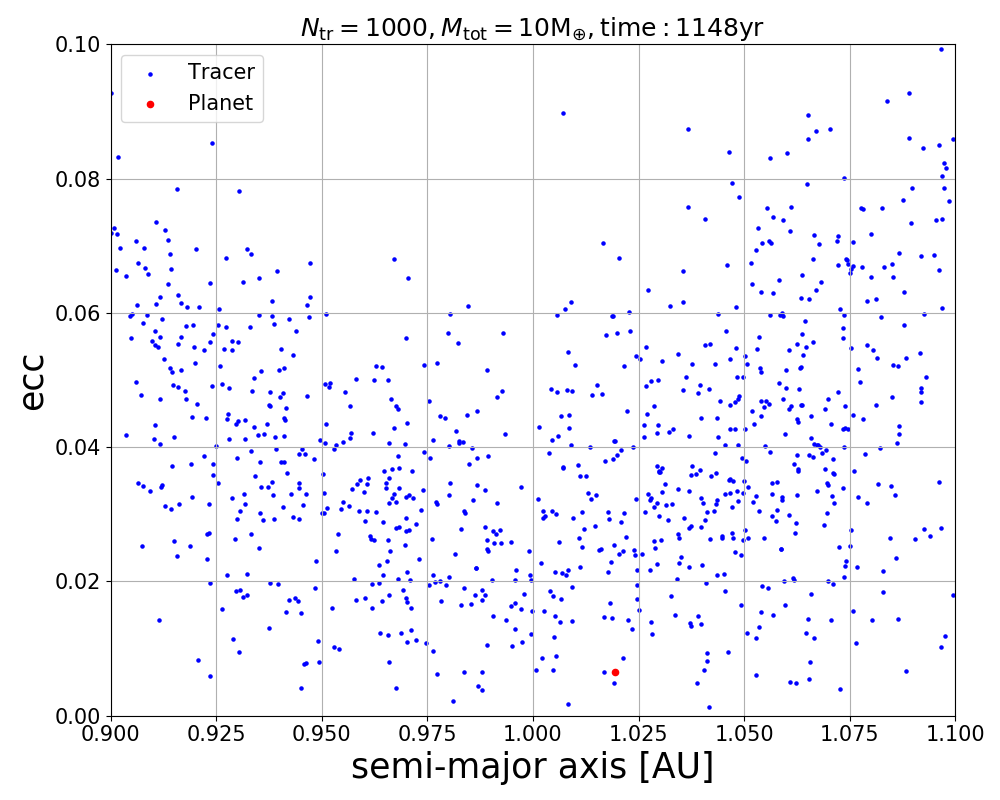 N_tr = 1000, M_tot = 10M_⊕, time : 1148yr
Tracer
Planet
ecc
0.10
0.08
0.06
0.04
0.02
0.00
0.900 0.925 0.950 0.975 1.000 1.025 1.050 1.075 1.100
semi-major axis [AU]